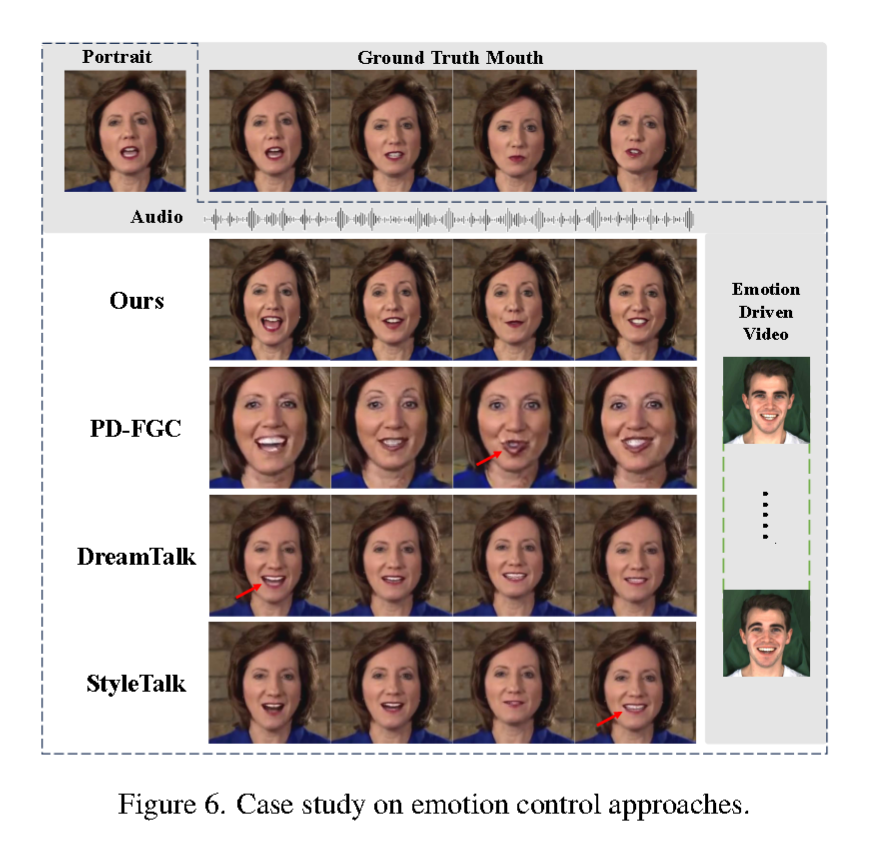 Portrait
Ground Truth Mouth
Audio
Ours
Emotion
Driven
Video
PD-FGC
DreamTalk
StyleTalk
Figure 6. Case study on emotion control approaches.